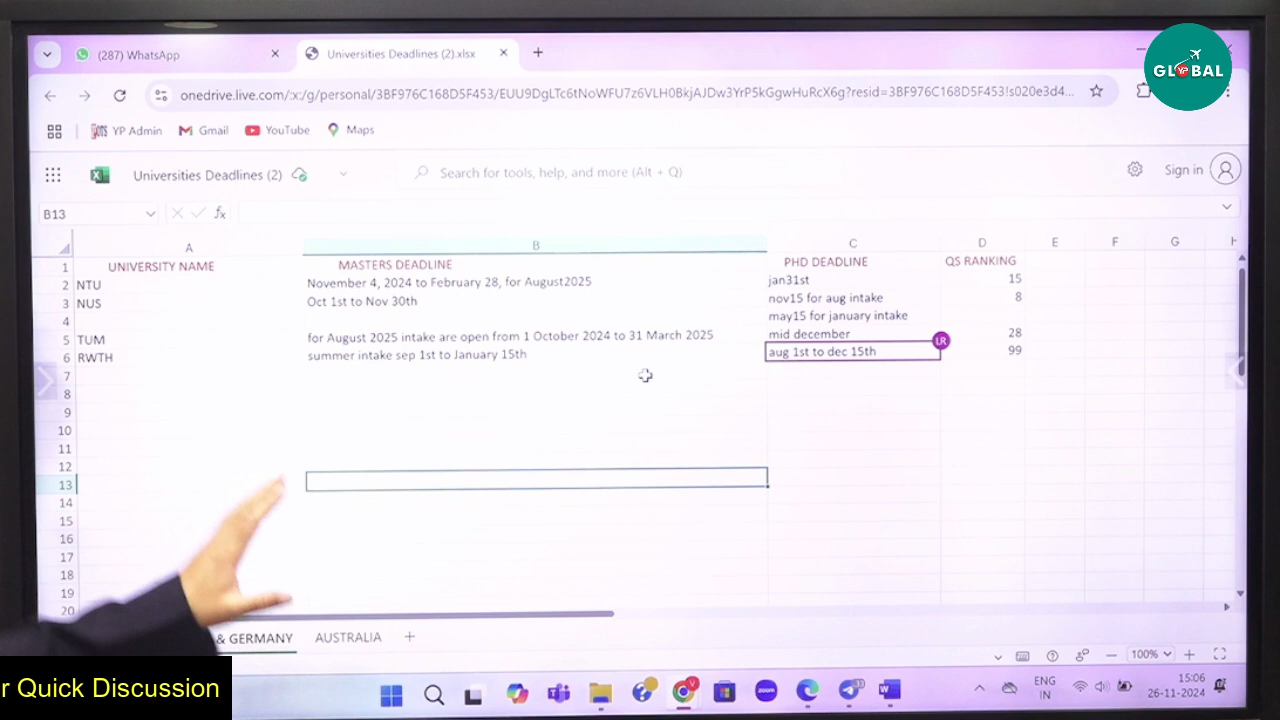 (287) WhatsApp
Universities Deadlines (2).xlsx
GLOBAL
YP
onedrive.live.com/:x:/g/personal/3BF976C168D5F453/EUU3DgLTc6tNoWFU7z6VLH0BkjAJDw3YrP5kGgwHuRcX6g?resid=3BF976C168D5F453!s020e3d4...
YP Admin
Gmail
YouTube
Maps
Universities Deadlines (2)
Search for tools, help, and more (Alt + Q)
Sign in
B13
fx
A B C D E F G H
1 UNIVERSITY NAME MASTERS DEADLINE PHD DEADLINE QS RANKING
2 NTU November 4, 2024 to February 28, for August2025 jan31st 15
3 NUS Oct 1st to Nov 30th nov15 for aug intake 8
4 may15 for january intake
5 TUM for August 2025 intake are open from 1 October 2024 to 31 March 2025 mid december 28
6 RWTH summer intake sep 1st to January 15th aug 1st to dec 15th 99
LR
7
8
9
10
11
12
13
14
15
16
17
18
19
20
& GERMANY AUSTRALIA
100%
r Quick Discussion
zoom
ENG
IN
15:06
26-11-2024